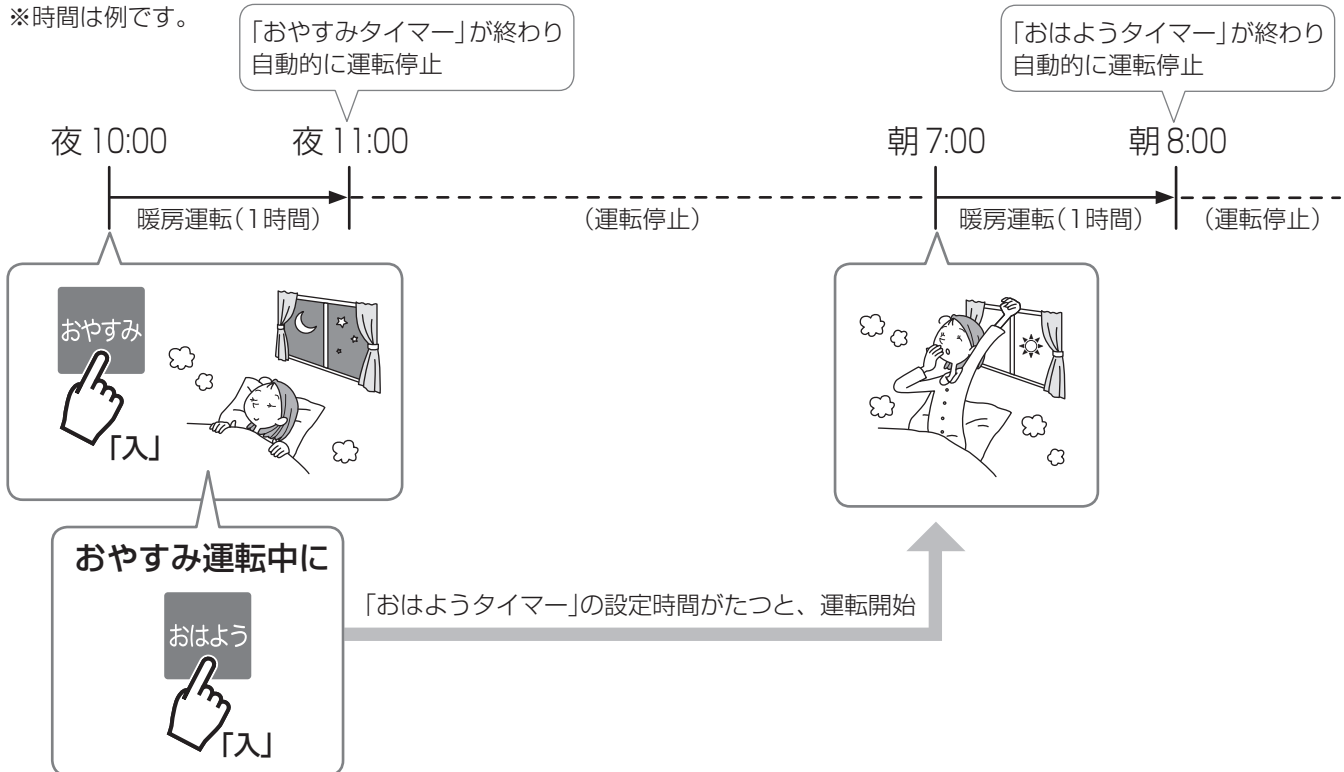 ※時間は例です。
「おやすみタイマー」が終わり
自動的に運転停止
「おはようタイマー」が終わり
自動的に運転停止
夜 10:00
夜 11:00
朝 7:00
朝 8:00
暖房運転（1時間）
（運転停止）
暖房運転（1時間）
（運転停止）
おやすみ
「入」
おやすみ運転中に
「おはようタイマー」の設定時間がたつと、運転開始
おはよう
「入」